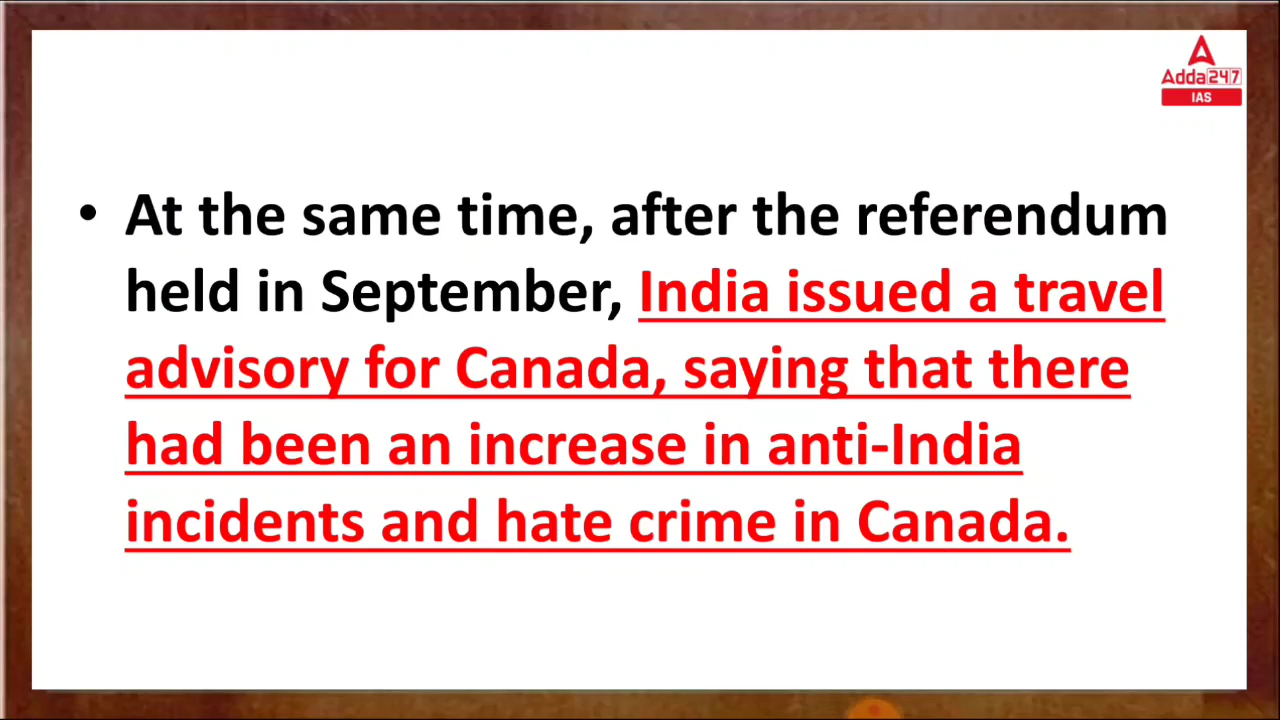 Adda247
IAS
• At the same time, after the referendum
held in September, India issued a travel
advisory for Canada, saying that there
had been an increase in anti-India
incidents and hate crime in Canada.